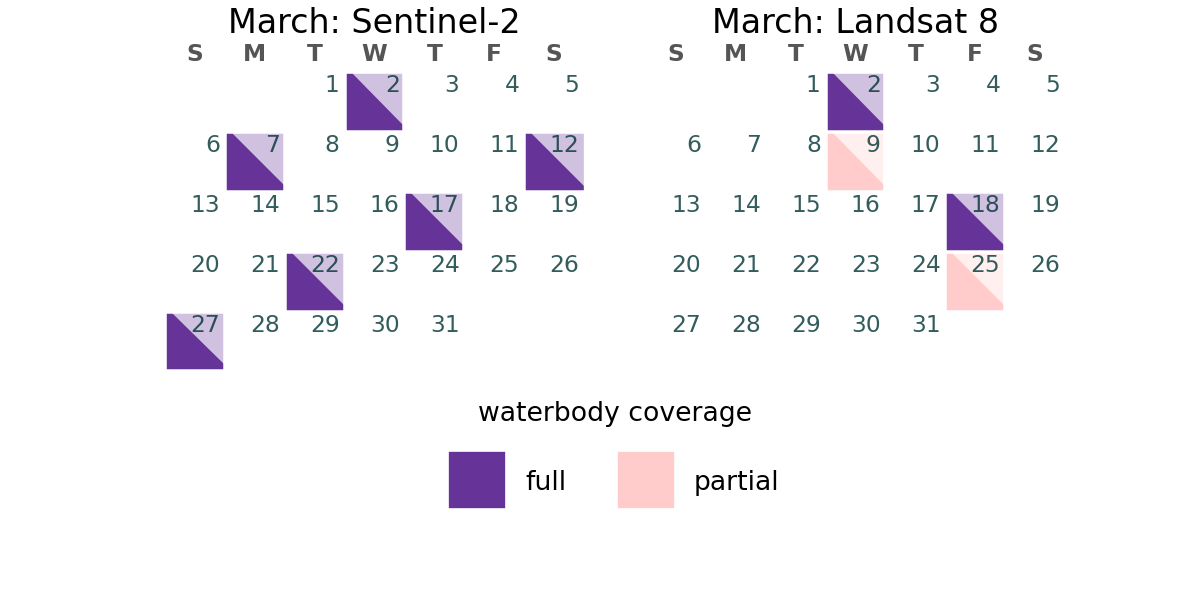 March: Sentinel-2
S M T W T F S
1 2 3 4 5
6 7 8 9 10 11 12
13 14 15 16 17 18 19
20 21 22 23 24 25 26
27 28 29 30 31
March: Landsat 8
S M T W T F S
1 2 3 4 5
6 7 8 9 10 11 12
13 14 15 16 17 18 19
20 21 22 23 24 25 26
27 28 29 30 31
waterbody coverage
full partial